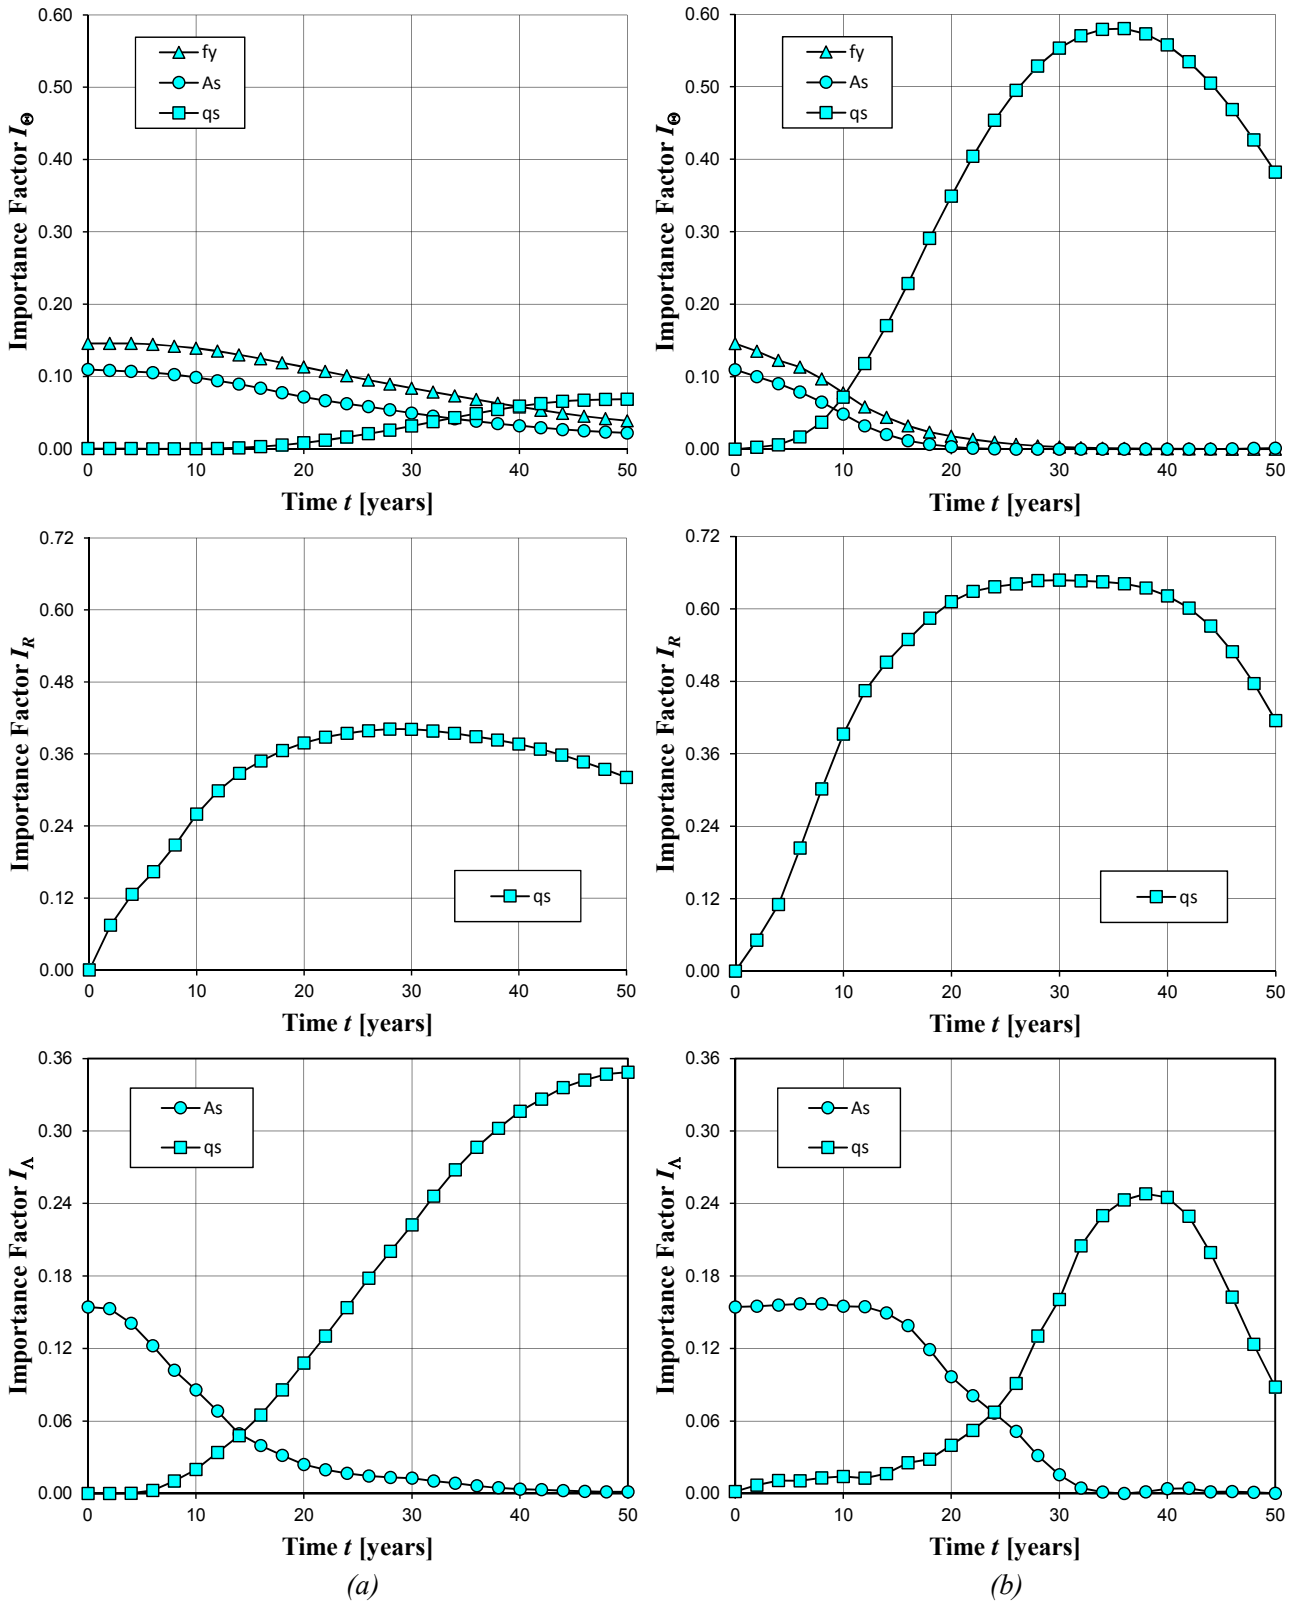 0.60
0.50
0.40
0.30
0.20
0.10
0.00
Importance Factor IΘ
fy
As
qs
0 10 20 30 40 50
Time t [years]
0.60
0.50
0.40
0.30
0.20
0.10
0.00
Importance Factor IΘ
fy
As
qs
0 10 20 30 40 50
Time t [years]
0.72
0.60
0.48
0.36
0.24
0.12
0.00
Importance Factor IR
qs
0 10 20 30 40 50
Time t [years]
0.72
0.60
0.48
0.36
0.24
0.12
0.00
Importance Factor IR
qs
0 10 20 30 40 50
Time t [years]
0.36
0.30
0.24
0.18
0.12
0.06
0.00
Importance Factor IΛ
As
qs
0 10 20 30 40 50
Time t [years]
(a)
0.36
0.30
0.24
0.18
0.12
0.06
0.00
Importance Factor IΛ
As
qs
0 10 20 30 40 50
Time t [years]
(b)